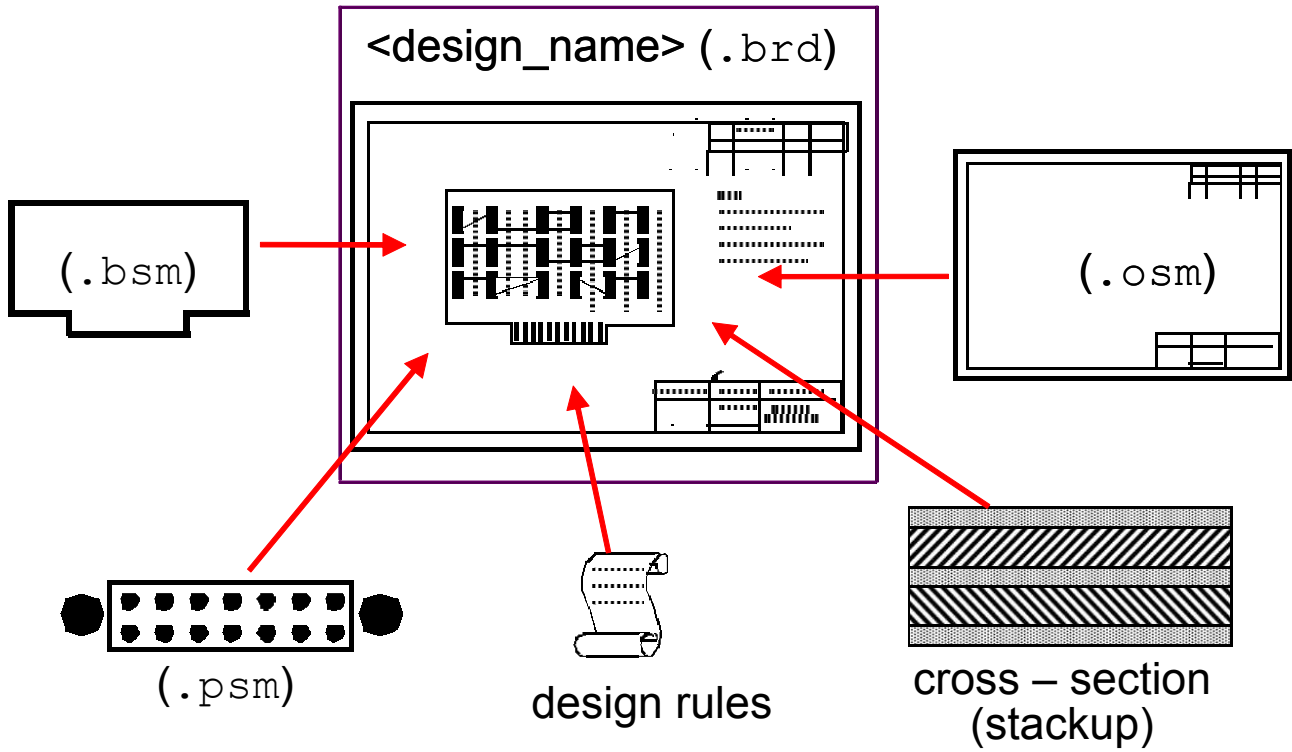 <design_name> (.brd)
(.bsm)
(.osm)
(.psm)
design rules
cross – section
(stackup)